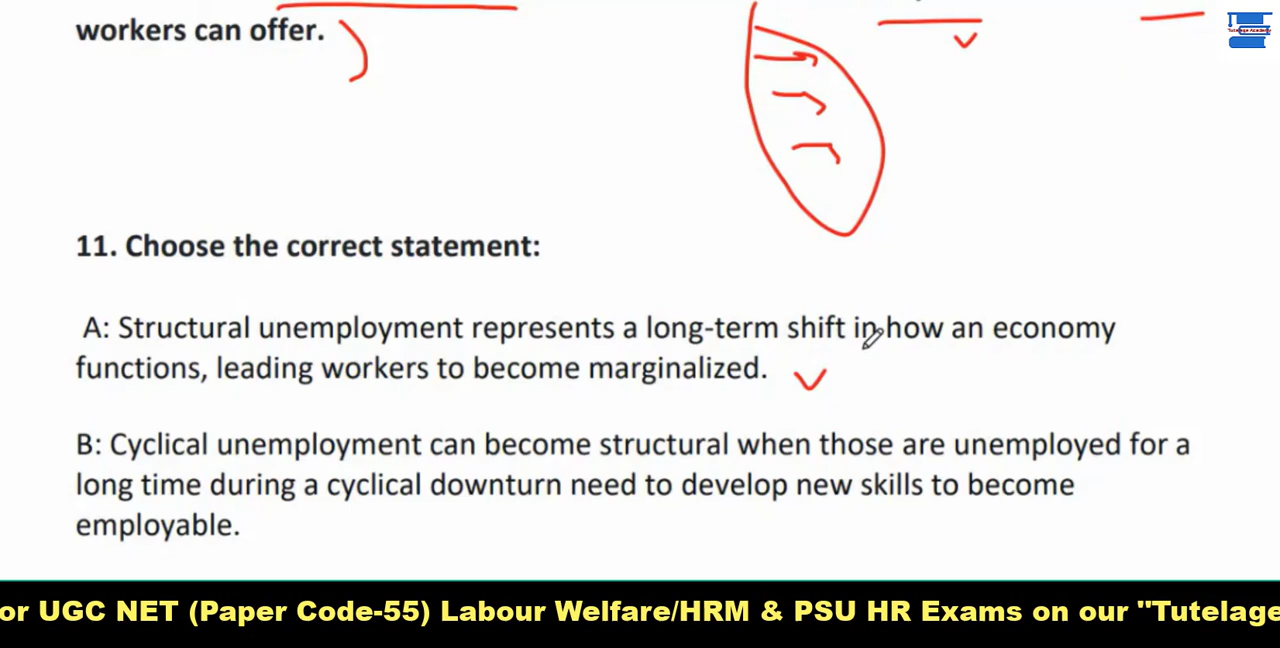 workers can offer.
Tutelage Academy
11. Choose the correct statement:
A: Structural unemployment represents a long-term shift in how an economy
functions, leading workers to become marginalized.
B: Cyclical unemployment can become structural when those are unemployed for a
long time during a cyclical downturn need to develop new skills to become
employable.
or UGC NET (Paper Code-55) Labour Welfare/HRM & PSU HR Exams on our "Tutelage